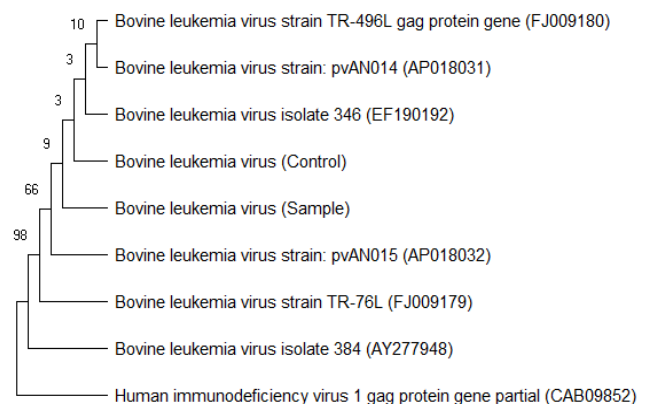 10 Bovine leukemia virus strain TR-496L gag protein gene (FJ009180)
3 Bovine leukemia virus strain: pvAN014 (AP018031)
3 Bovine leukemia virus isolate 346 (EF190192)
9 Bovine leukemia virus (Control)
66 Bovine leukemia virus (Sample)
98 Bovine leukemia virus strain: pvAN015 (AP018032)
Bovine leukemia virus strain TR-76L (FJ009179)
Bovine leukemia virus isolate 384 (AY277948)
Human immunodeficiency virus 1 gag protein gene partial (CAB09852)